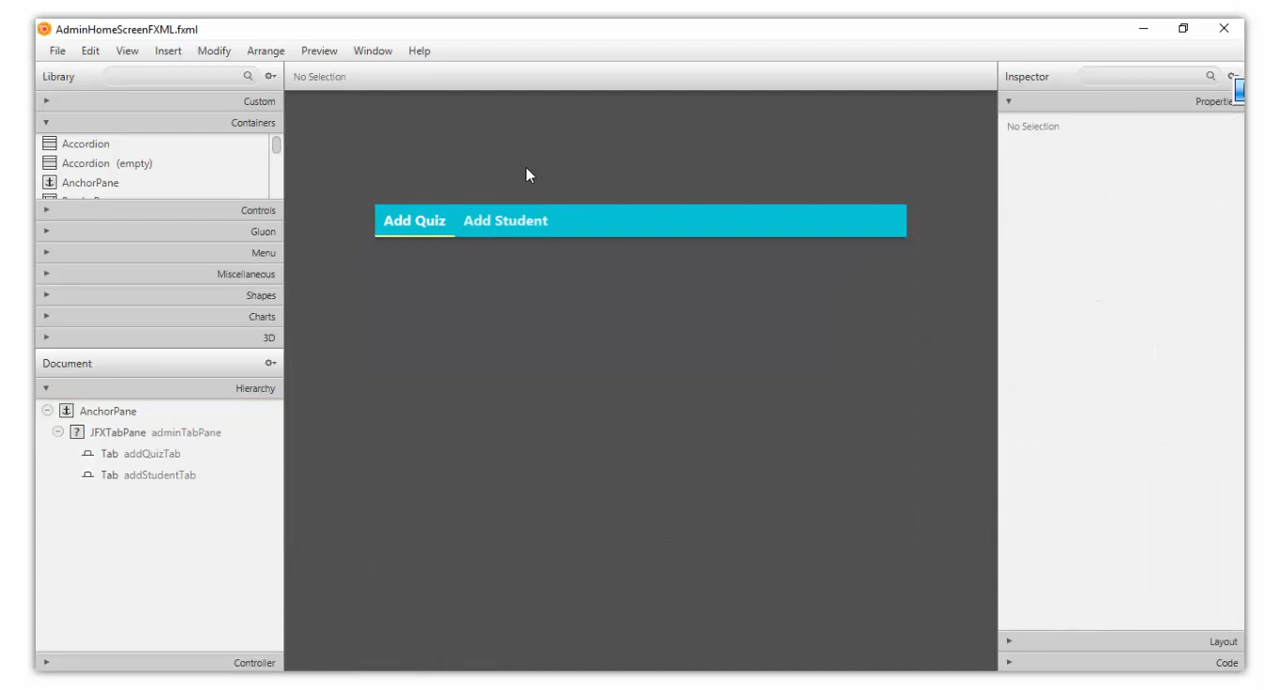 AdminHomeScreenFXML.fxml
File Edit View Insert Modify Arrange Preview Window Help
Library
No Selection
Inspector
Custom
Containers
Accordion
Accordion (empty)
AnchorPane
Controls
Gluon
Menu
Miscellaneous
Shapes
Charts
3D
Document
Hierarchy
AnchorPane
? JFXTabPane adminTabPane
Tab addQuizTab
Tab addStudentTab
Controller
Add Quiz Add Student
Propertie
No Selection
Layout
Code